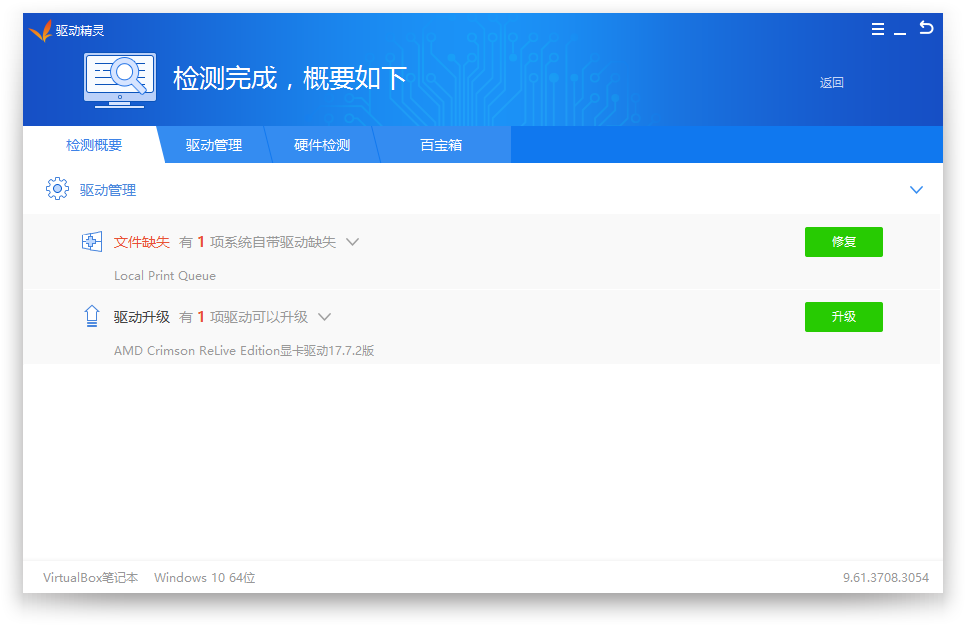 驱动精灵
检测完成，概要如下
返回
检测概要 驱动管理 硬件检测 百宝箱
驱动管理
文件缺失 有 1 项系统自带驱动缺失 修复
Local Print Queue
驱动升级 有 1 项驱动可以升级 升级
AMD Crimson ReLive Edition显卡驱动17.7.2版
VirtualBox笔记本 Windows 10 64位 9.61.3708.3054